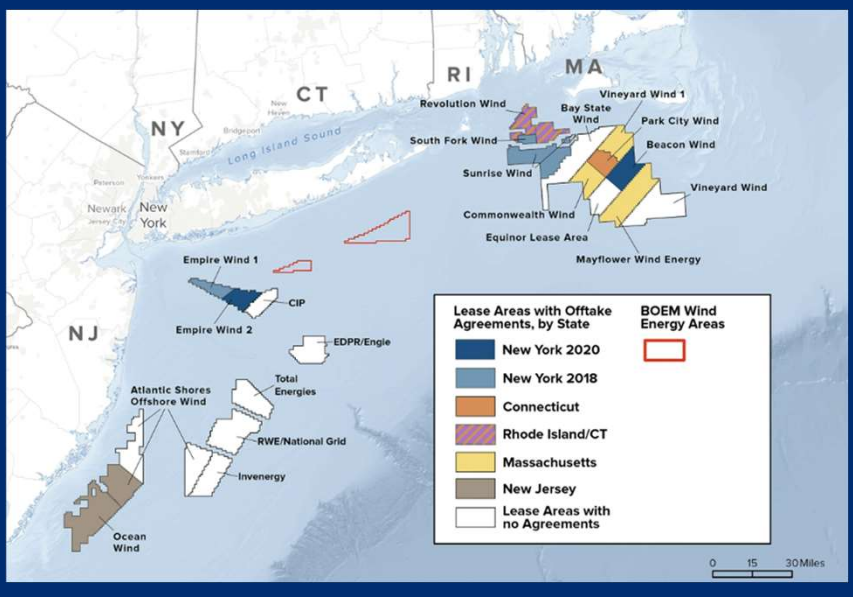 MA
RI
CT
NY
NJ
New
Haven
Bridgeport
Stamford
Long Island Sound
Yonkers
Paterson
Newark
Jersey City
New
York
Revolution Wind
South Fork Wind
Sunrise Wind
Bay State
Wind
Vineyard Wind 1
Park City Wind
Beacon Wind
Vineyard Wind
Commonwealth Wind
Equinor Lease Area
Mayflower Wind Energy
Empire Wind 1
Empire Wind 2
CIP
EDPR/Engie
Total
Energies
Atlantic Shores
Offshore Wind
RWE/National Grid
Invenergy
Ocean
Wind
Lease Areas with Offtake
Agreements, by State
New York 2020
New York 2018
Connecticut
Rhode Island/CT
Massachusetts
New Jersey
Lease Areas with
no Agreements
BOEM Wind
Energy Areas
0 15 30 Miles